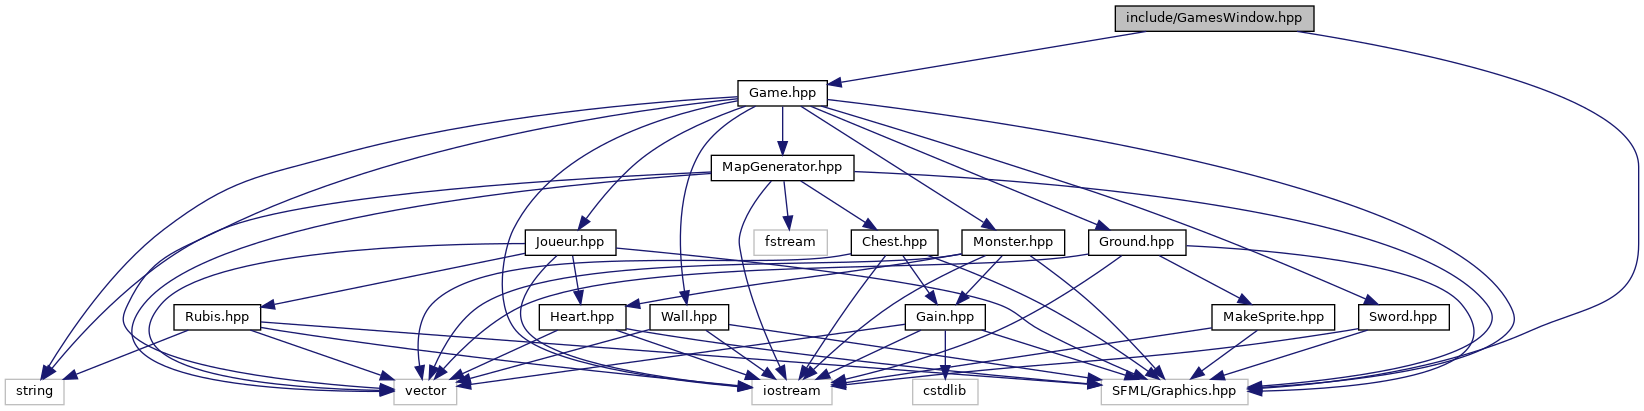 include/GamesWindow.hpp
Game.hpp
MapGenerator.hpp
Joueur.hpp
fstream
Chest.hpp
Monster.hpp
Ground.hpp
Rubis.hpp
Heart.hpp
Wall.hpp
Gain.hpp
MakeSprite.hpp
Sword.hpp
string
vector
iostream
cstdlib
SFML/Graphics.hpp